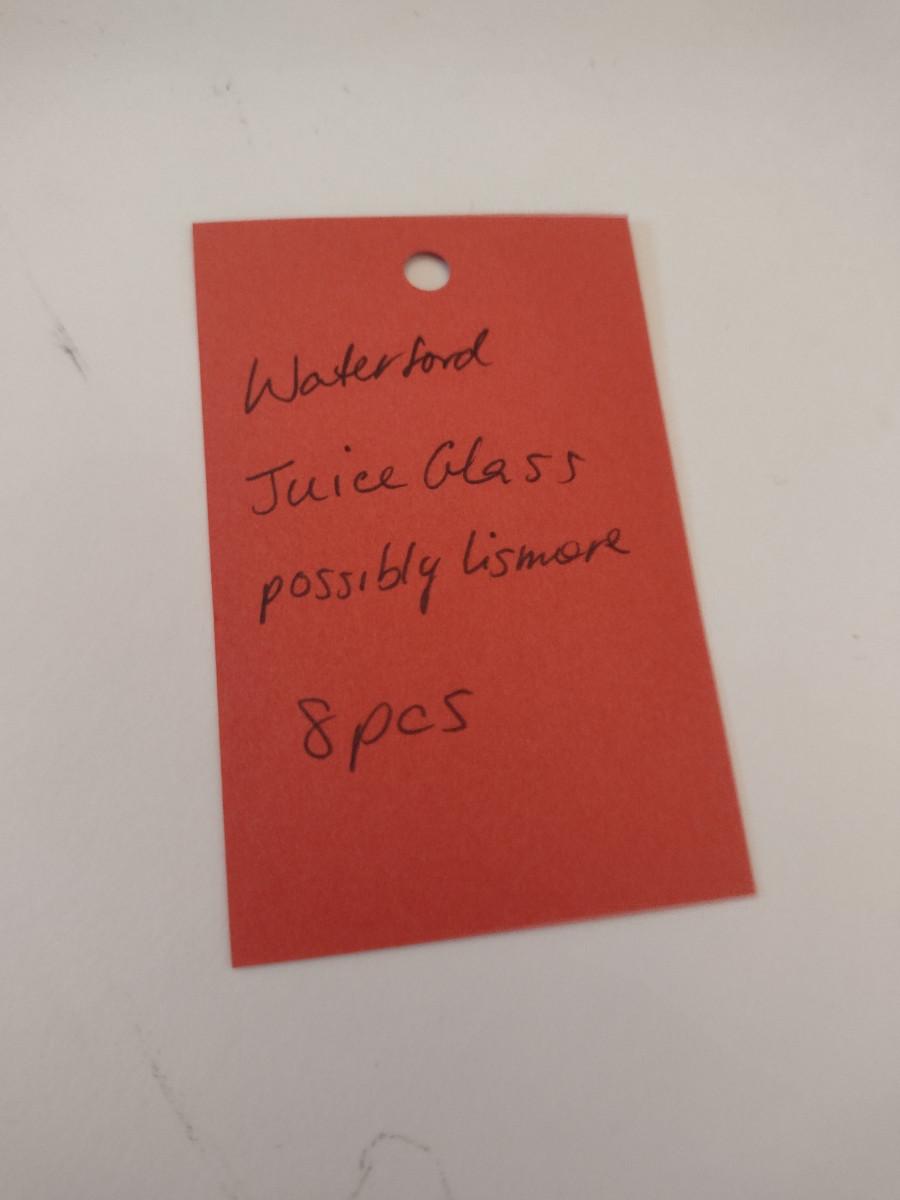 Waterford
Juice Glass
possibly lismore
8pcs